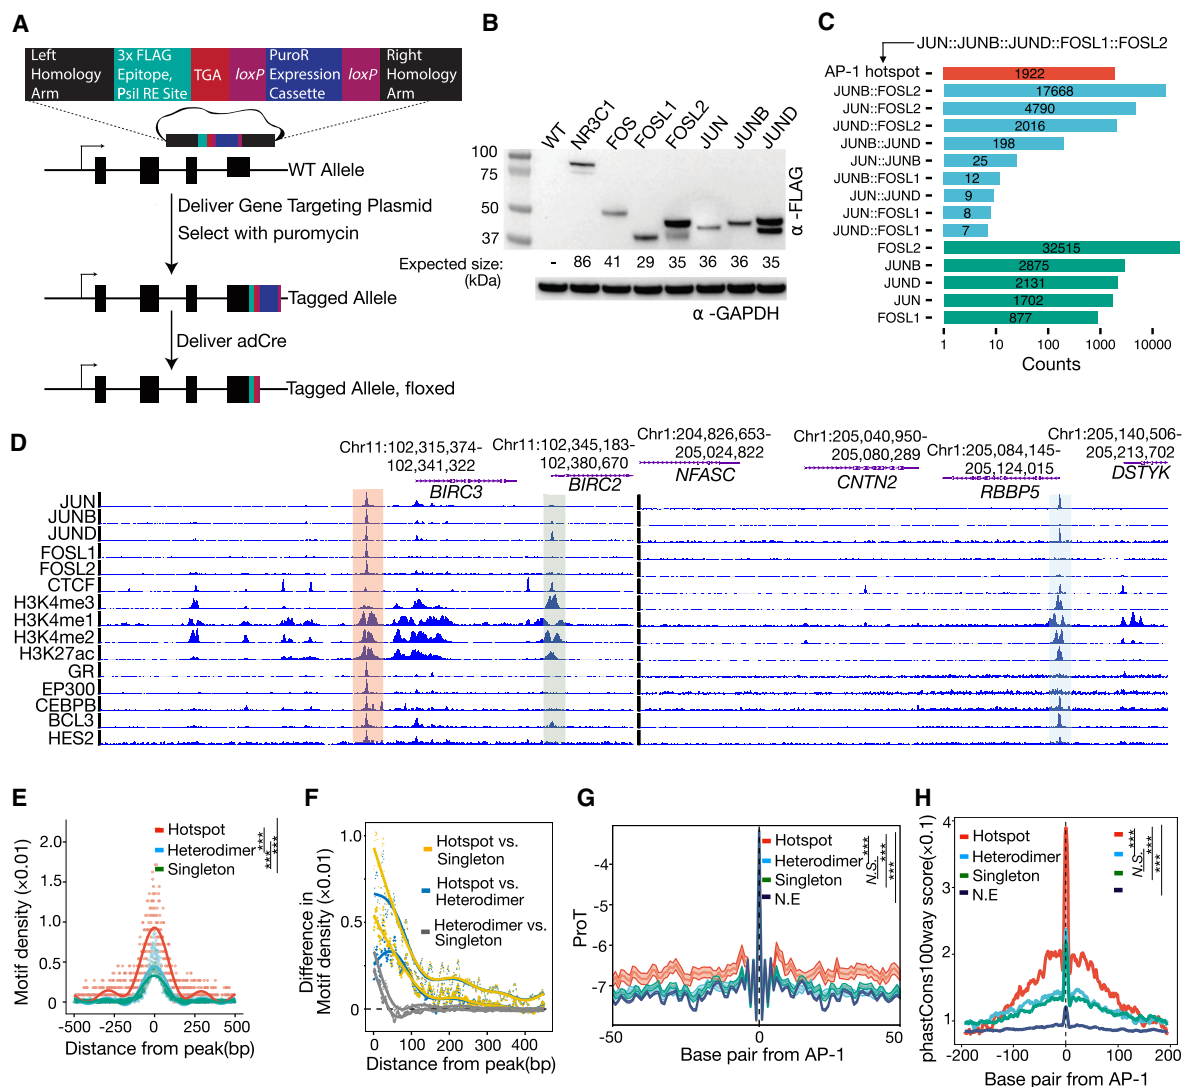 A
Left
Homology
Arm
3x FLAG
Epitope,
PsiI RE Site
TGA
loxP
PuroR
Expression
Cassette
loxP
Right
Homology
Arm
WT Allele
Deliver Gene Targeting Plasmid
Select with puromycin
Tagged Allele
Deliver adCre
Tagged Allele, floxed
B
WT
NR3C1
FOS
FOSL1
FOSL2
JUN
JUNB
JUND
100
75
50
37
α -FLAG
Expected size:
(kDa)
- 86 41 29 35 36 36 35
α -GAPDH
C
JUN::JUNB::JUND::FOSL1::FOSL2
AP-1 hotspot 1922
JUNB::FOSL2 17668
JUN::FOSL2 4790
JUND::FOSL2 2016
JUNB::JUND 198
JUN::JUNB 25
JUNB::FOSL1 12
JUN::JUND 9
JUN::FOSL1 8
JUND::FOSL1 7
FOSL2 32515
JUNB 2875
JUND 2131
JUN 1702
FOSL1 877
1 10 100 1000 10000
Counts
D
Chr11:102,315,374-
102,341,322
BIRC3
Chr11:102,345,183-
102,380,670
BIRC2
Chr1:204,826,653-
205,024,822
NFASC
Chr1:205,040,950-
205,080,289
CNTN2
Chr1:205,084,145-
205,124,015
RBBP5
Chr1:205,140,506-
205,213,702
DSTYK
JUN
JUNB
JUND
FOSL1
FOSL2
CTCF
H3K4me3
H3K4me1
H3K4me2
H3K27ac
GR
EP300
CEBPB
BCL3
HES2
E
Motif density (×0.01)
2.0
1.5
1.0
0.5
0
Hotspot
Heterodimer
Singleton
***
***
***
-500 -250 0 250 500
Distance from peak(bp)
F
Difference in
Motif density (×0.01)
1.0
0.5
0
Hotspot vs.
Singleton
Hotspot vs.
Heterodimer
Heterodimer vs.
Singleton
0 100 200 300 400
Distance from peak(bp)
G
ProT
-4
-5
-6
-7
Hotspot
Heterodimer
Singleton
N.E
***
N.S.
***
***
-50 0 50
Base pair from AP-1
H
phastCons100way score(×0.1)
4
3
2
1
Hotspot
Heterodimer
Singleton
N.E
***
N.S.
***
***
-200 -100 0 100 200
Base pair from AP-1